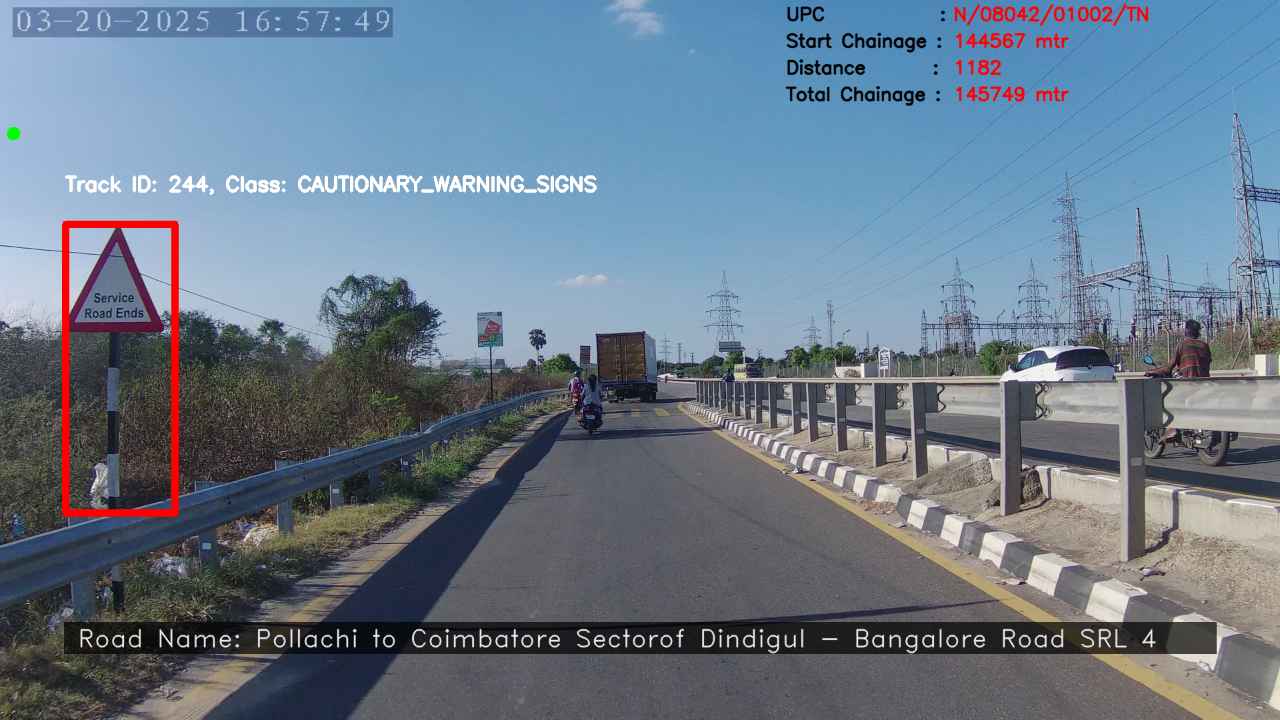 03-20-2025 16:57:49
UPC : N/08042/01002/TN
Start Chainage : 144567 mtr
Distance : 1182
Total Chainage : 145749 mtr
Track ID: 244, Class: CAUTIONARY_WARNING_SIGNS
Service
Road Ends
Road Name: Pollachi to Coimbatore Sectorof Dindigul - Bangalore Road SRL 4